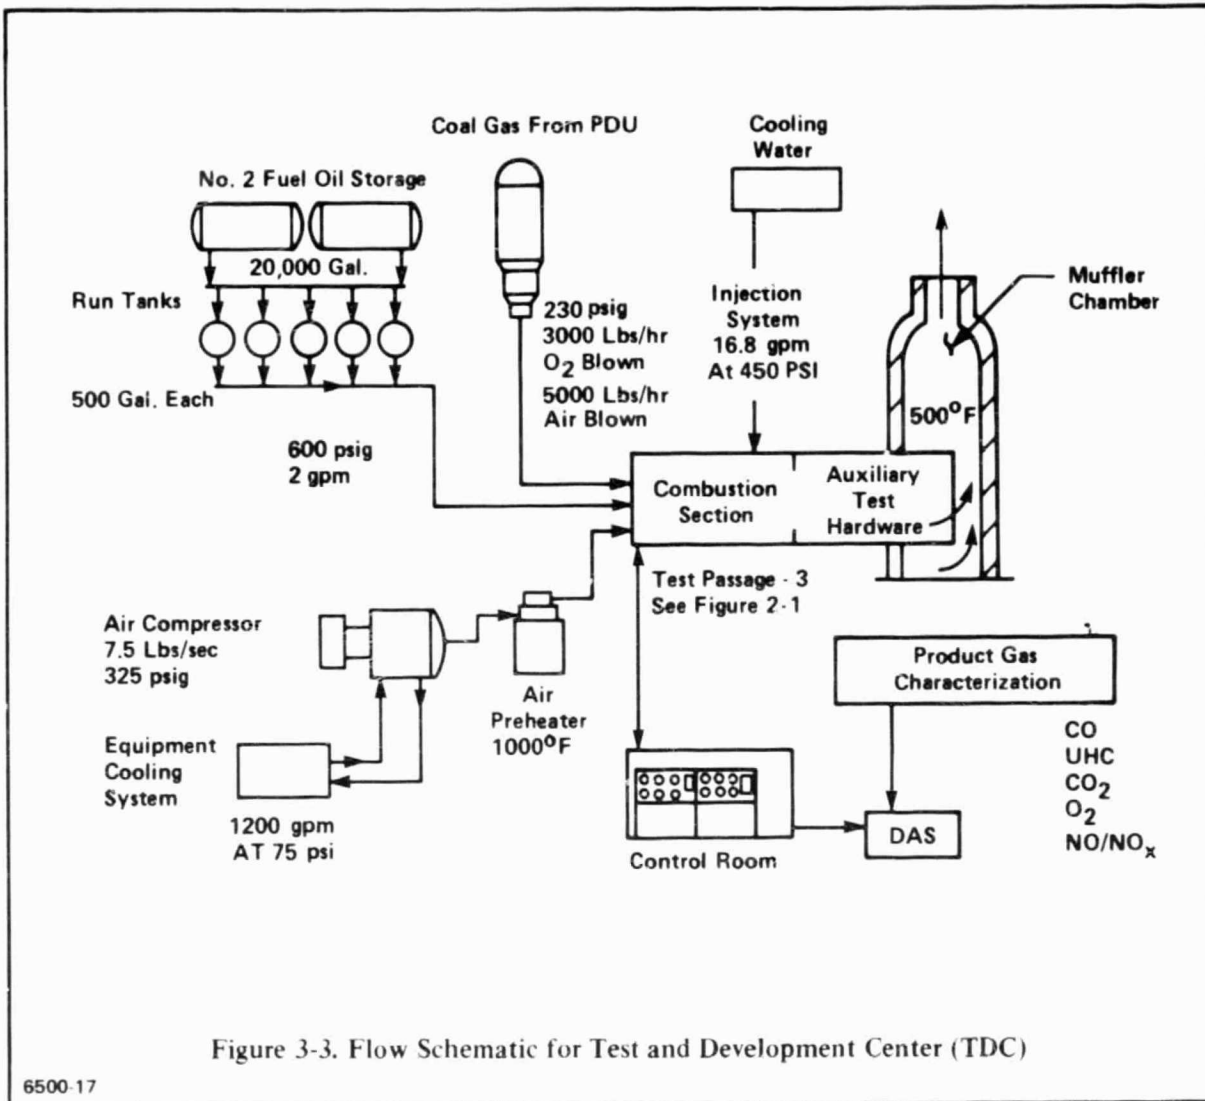 Coal Gas From PDU
Cooling
Water
No. 2 Fuel Oil Storage
20,000 Gal.
Run Tanks
500 Gal. Each
600 psig
2 gpm
230 psig
3000 Lbs/hr
O2 Blown
5000 Lbs/hr
Air Blown
Injection
System
16.8 gpm
At 450 PSI
Muffler
Chamber
500°F
Combustion
Section
Auxiliary
Test
Hardware
Test Passage - 3
See Figure 2-1
Air Compressor
7.5 Lbs/sec
325 psig
Air
Preheater
1000°F
Equipment
Cooling
System
1200 gpm
AT 75 psi
Control Room
Product Gas
Characterization
DAS
CO
UHC
CO2
O2
NO/NOx
Figure 3-3. Flow Schematic for Test and Development Center (TDC)
6500-17